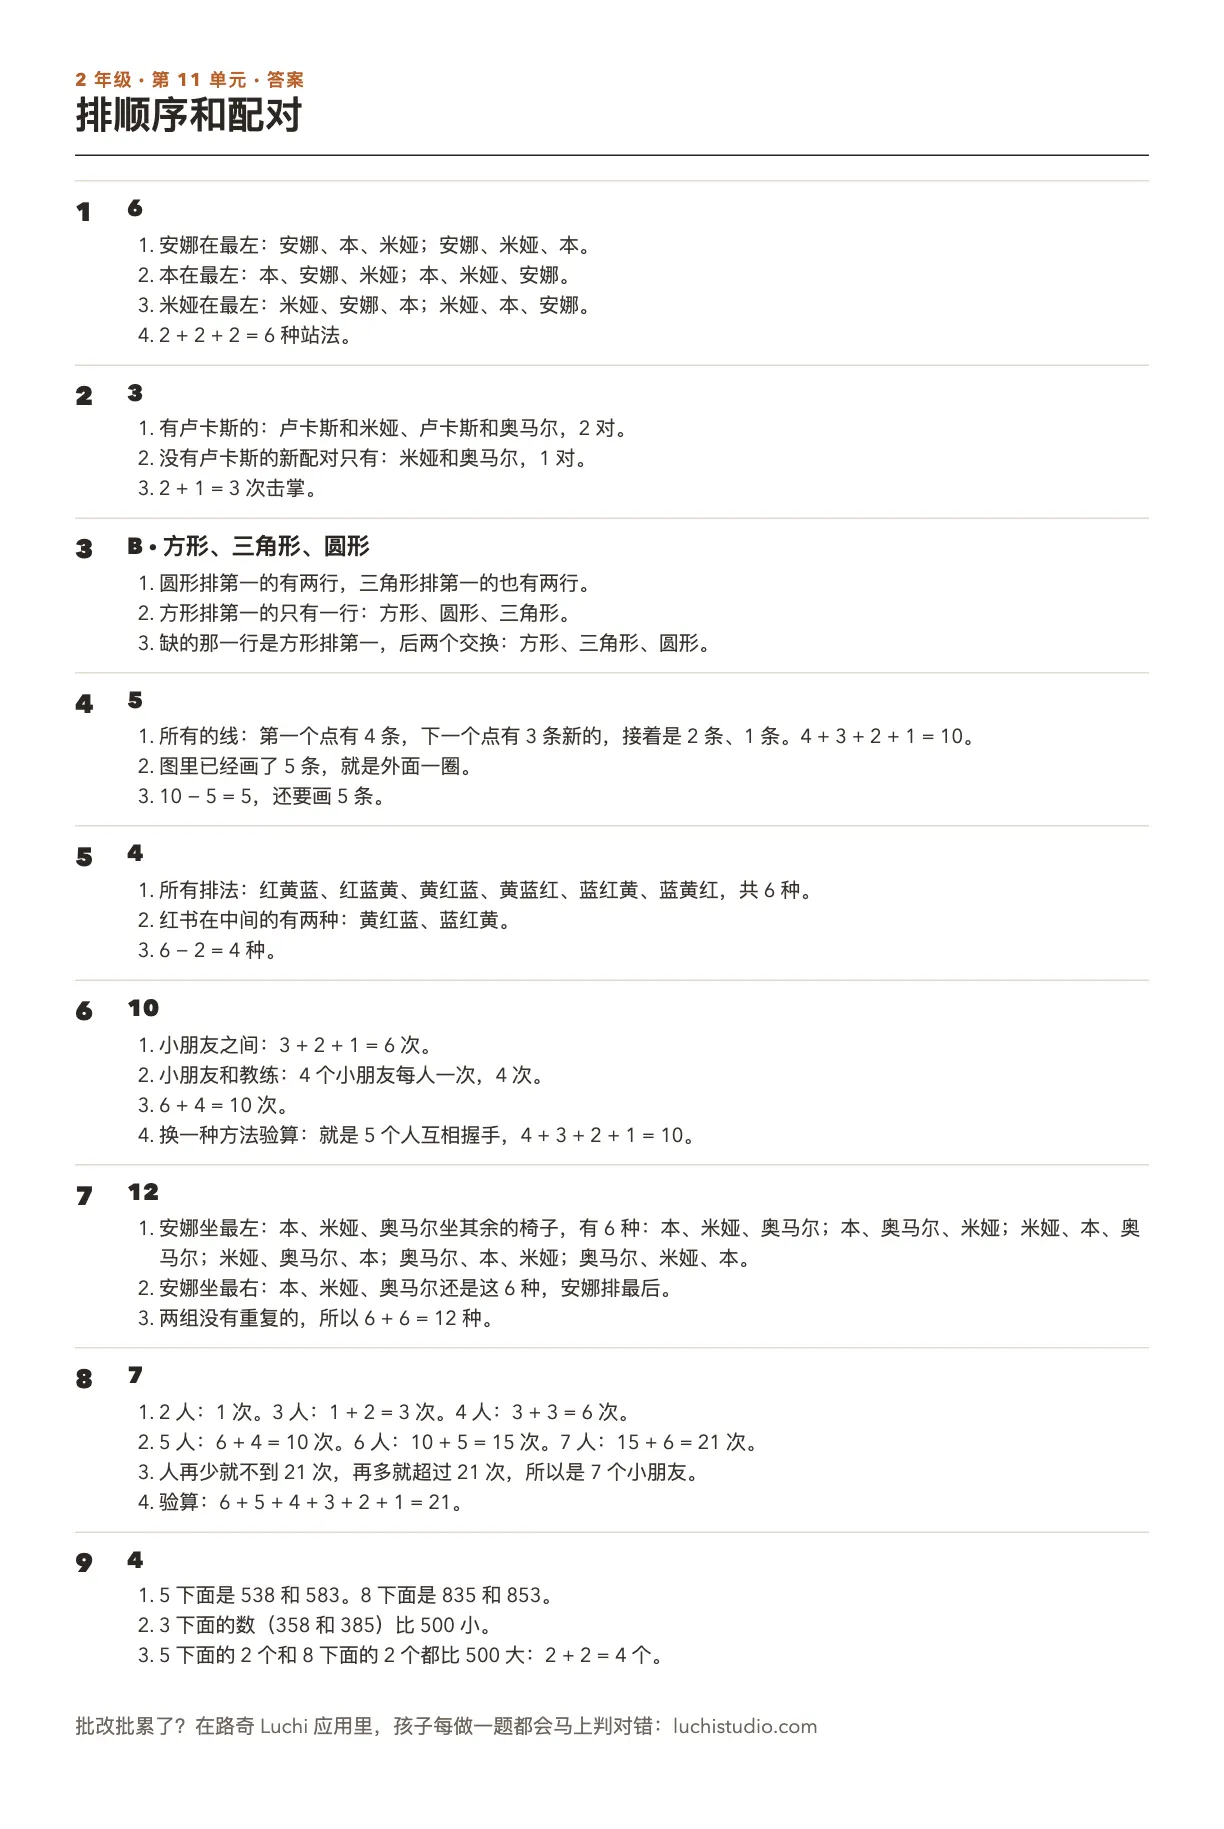 2 年级・第 11 单元・答案
排顺序和配对
1 6
1. 安娜在最左：安娜、本、米娅；安娜、米娅、本。
2. 本在最左：本、安娜、米娅；本、米娅、安娜。
3. 米娅在最左：米娅、安娜、本；米娅、本、安娜。
4. 2 + 2 + 2 = 6 种站法。
2 3
1. 有卢卡斯的：卢卡斯和米娅、卢卡斯和奥马尔，2 对。
2. 没有卢卡斯的新配对只有：米娅和奥马尔，1 对。
3. 2 + 1 = 3 次击掌。
3 B・方形、三角形、圆形
1. 圆形排第一的有两行，三角形排第一的也有两行。
2. 方形排第一的只有一行：方形、圆形、三角形。
3. 缺的那一行是方形排第一，后两个交换：方形、三角形、圆形。
4 5
1. 所有的线：第一个点有 4 条，下一个点有 3 条新的，接着是 2 条、1 条。4 + 3 + 2 + 1 = 10。
2. 图里已经画了 5 条，就是外面一圈。
3. 10 − 5 = 5，还要画 5 条。
5 4
1. 所有排法：红黄蓝、红蓝黄、黄红蓝、黄蓝红、蓝红黄、蓝黄红，共 6 种。
2. 红书在中间的有两种：黄红蓝、蓝红黄。
3. 6 − 2 = 4 种。
6 10
1. 小朋友之间：3 + 2 + 1 = 6 次。
2. 小朋友和教练：4 个小朋友每人一次，4 次。
3. 6 + 4 = 10 次。
4. 换一种方法验算：就是 5 个人互相握手，4 + 3 + 2 + 1 = 10。
7 12
1. 安娜坐最左：本、米娅、奥马尔坐其余的椅子，有 6 种：本、米娅、奥马尔；本、奥马尔、米娅；米娅、本、奥
马尔；米娅、奥马尔、本；奥马尔、本、米娅；奥马尔、米娅、本。
2. 安娜坐最右：本、米娅、奥马尔还是这 6 种，安娜排最后。
3. 两组没有重复的，所以 6 + 6 = 12 种。
8 7
1. 2 人：1 次。3 人：1 + 2 = 3 次。4 人：3 + 3 = 6 次。
2. 5 人：6 + 4 = 10 次。6 人：10 + 5 = 15 次。7 人：15 + 6 = 21 次。
3. 人再少就不到 21 次，再多就超过 21 次，所以是 7 个小朋友。
4. 验算：6 + 5 + 4 + 3 + 2 + 1 = 21。
9 4
1. 5 下面是 538 和 583。8 下面是 835 和 853。
2. 3 下面的数（358 和 385）比 500 小。
3. 5 下面的 2 个和 8 下面的 2 个都比 500 大：2 + 2 = 4 个。
批改批累了？在路奇 Luchi 应用里，孩子每做一题都会马上判对错：luchistudio.com